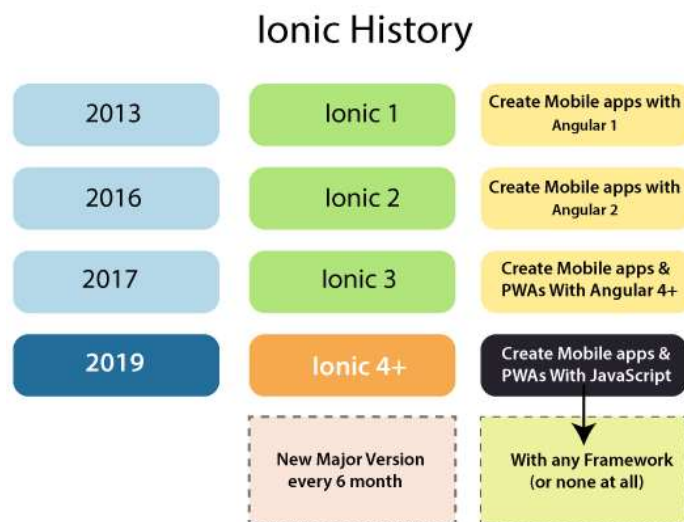 Ionic History
2013
Ionic 1
Create Mobile apps with
Angular 1
2016
Ionic 2
Create Mobile apps with
Angular 2
2017
Ionic 3
Create Mobile apps &
PWAs With Angular 4+
2019
Ionic 4+
Create Mobile apps &
PWAs With JavaScript
New Major Version
every 6 month
With any Framework
(or none at all)